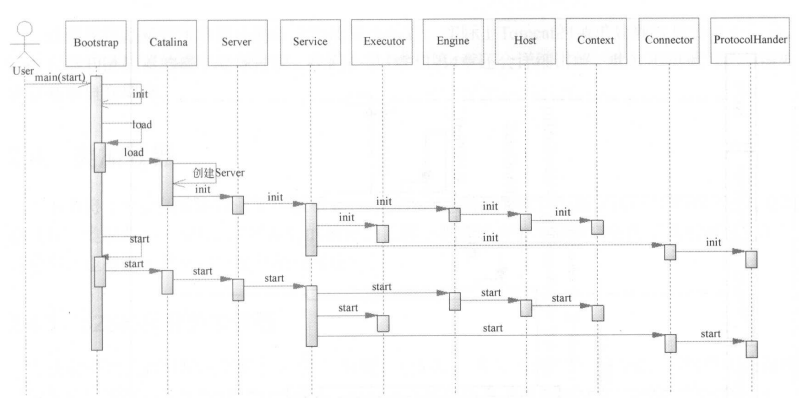 Bootstrap
Catalina
Server
Service
Executor
Engine
Host
Context
Connector
ProtocolHander
User
main(start)
init
load
load
创建Server
init
init
init
init
init
init
init
init
start
start
start
start
start
start
start
start
start
start